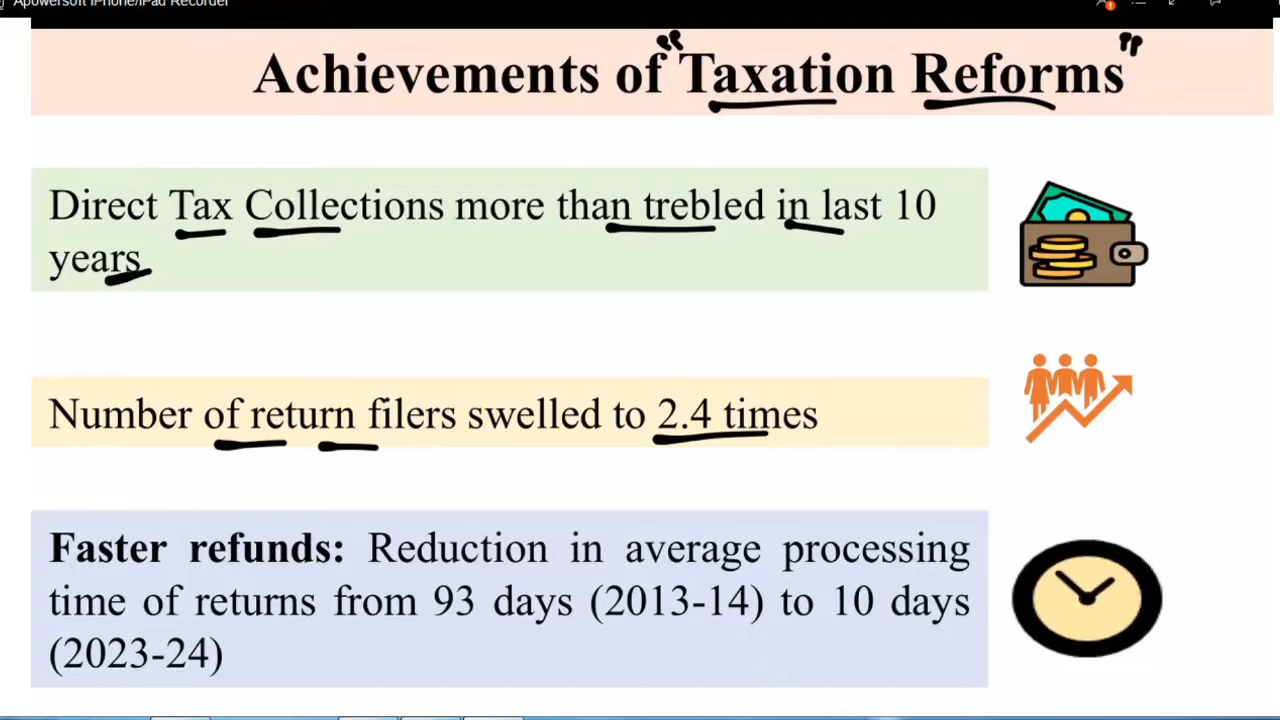 Apowersoft iPhone/iPad Recorder
Achievements of "Taxation Reforms"
Direct Tax Collections more than trebled in last 10
years
Number of return filers swelled to 2.4 times
Faster refunds: Reduction in average processing
time of returns from 93 days (2013-14) to 10 days
(2023-24)